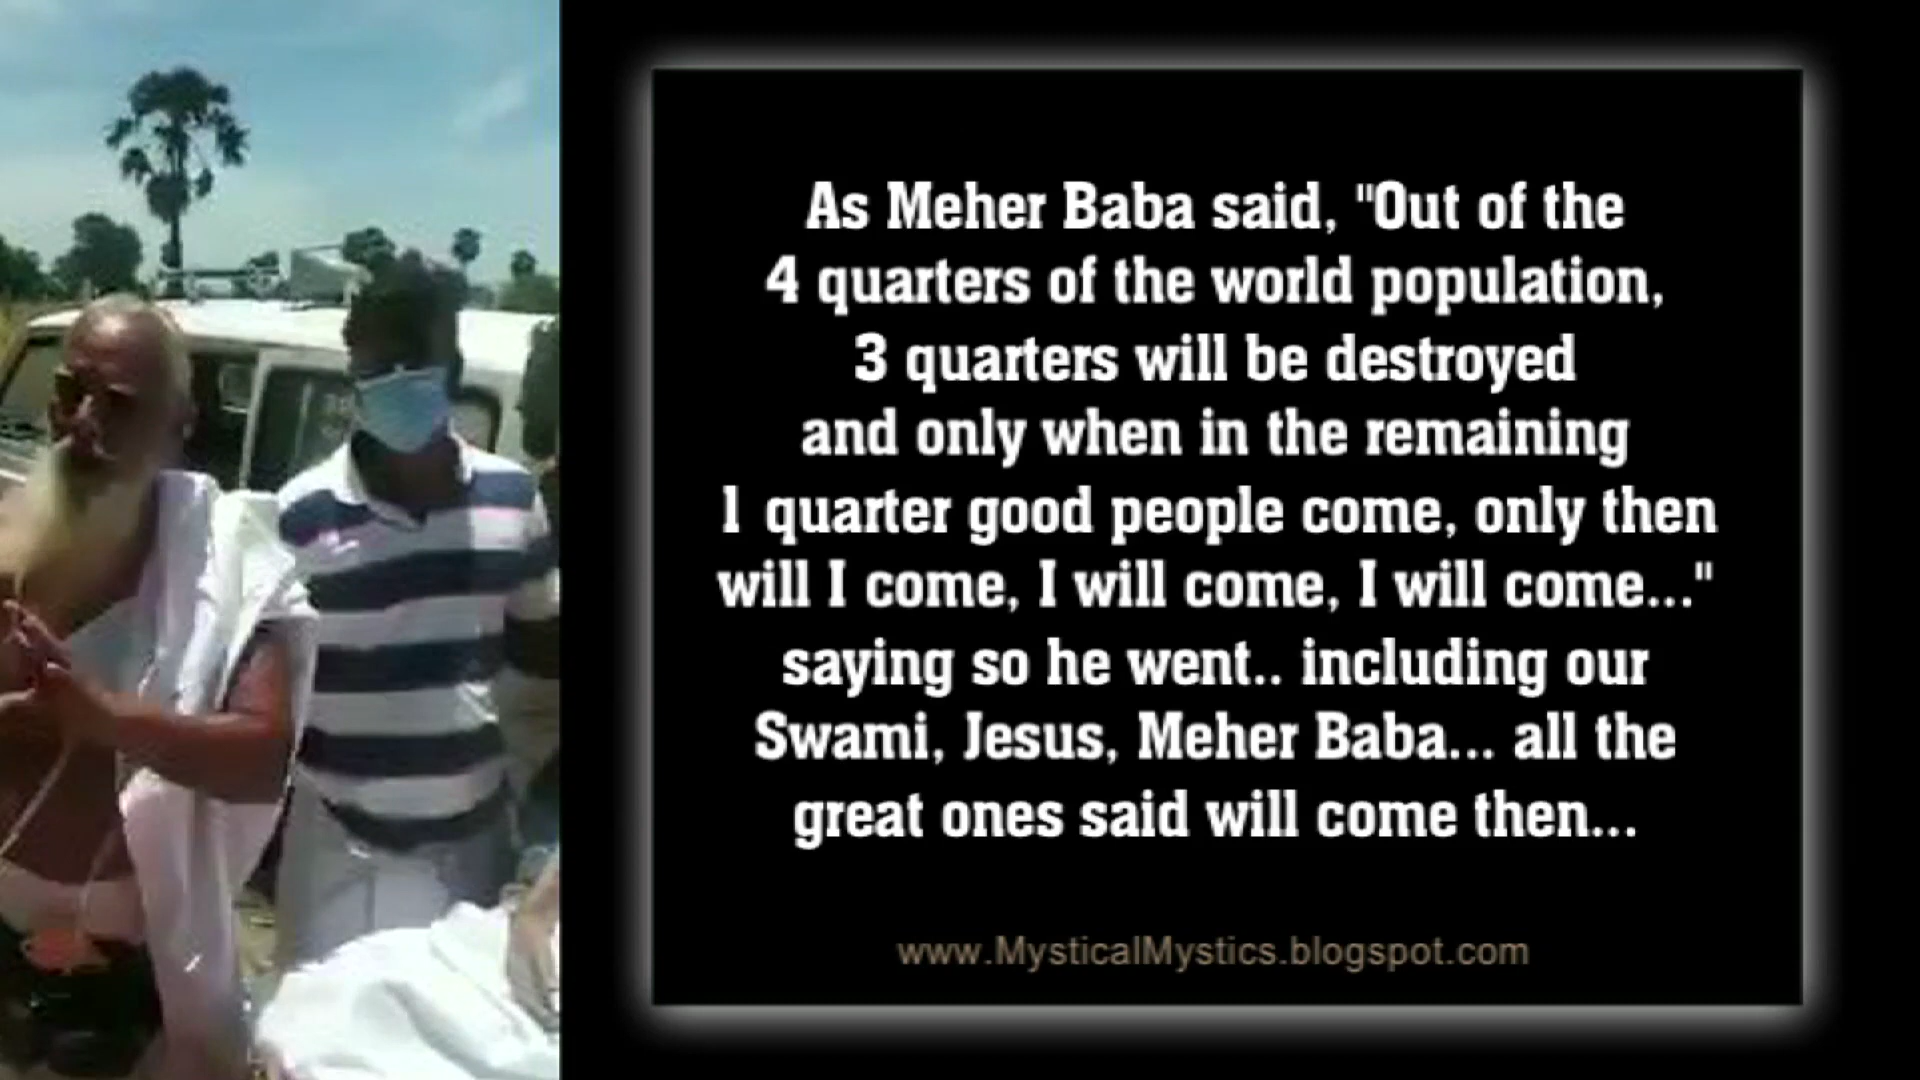 As Meher Baba said, "Out of the
4 quarters of the world population,
3 quarters will be destroyed
and only when in the remaining
1 quarter good people come, only then
will I come, I will come, I will come..."
saying so he went.. including our
Swami, Jesus, Meher Baba... all the
great ones said will come then...
www.MysticalMystics.blogspot.com